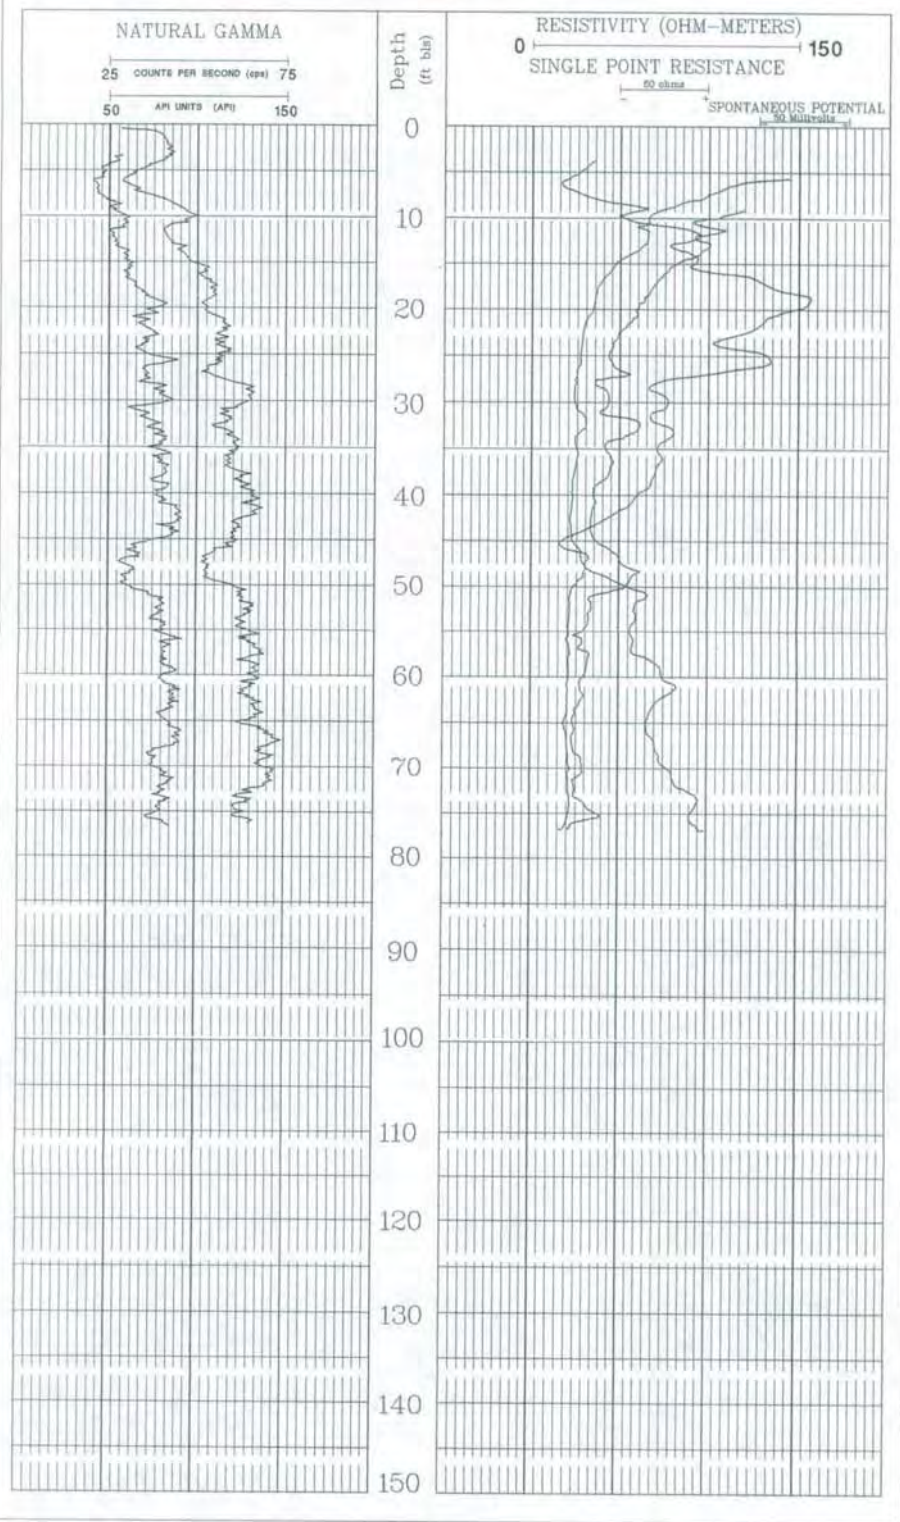 NATURAL GAMMA
25 COUNTS PER SECOND (cps) 75
50 API UNITS (API) 150
Depth
(ft bls)
RESISTIVITY (OHM-METERS)
0 150
SINGLE POINT RESISTANCE
60 ohms
- +
SPONTANEOUS POTENTIAL
50 Millivolts
- +
0
10
20
30
40
50
60
70
80
90
100
110
120
130
140
150